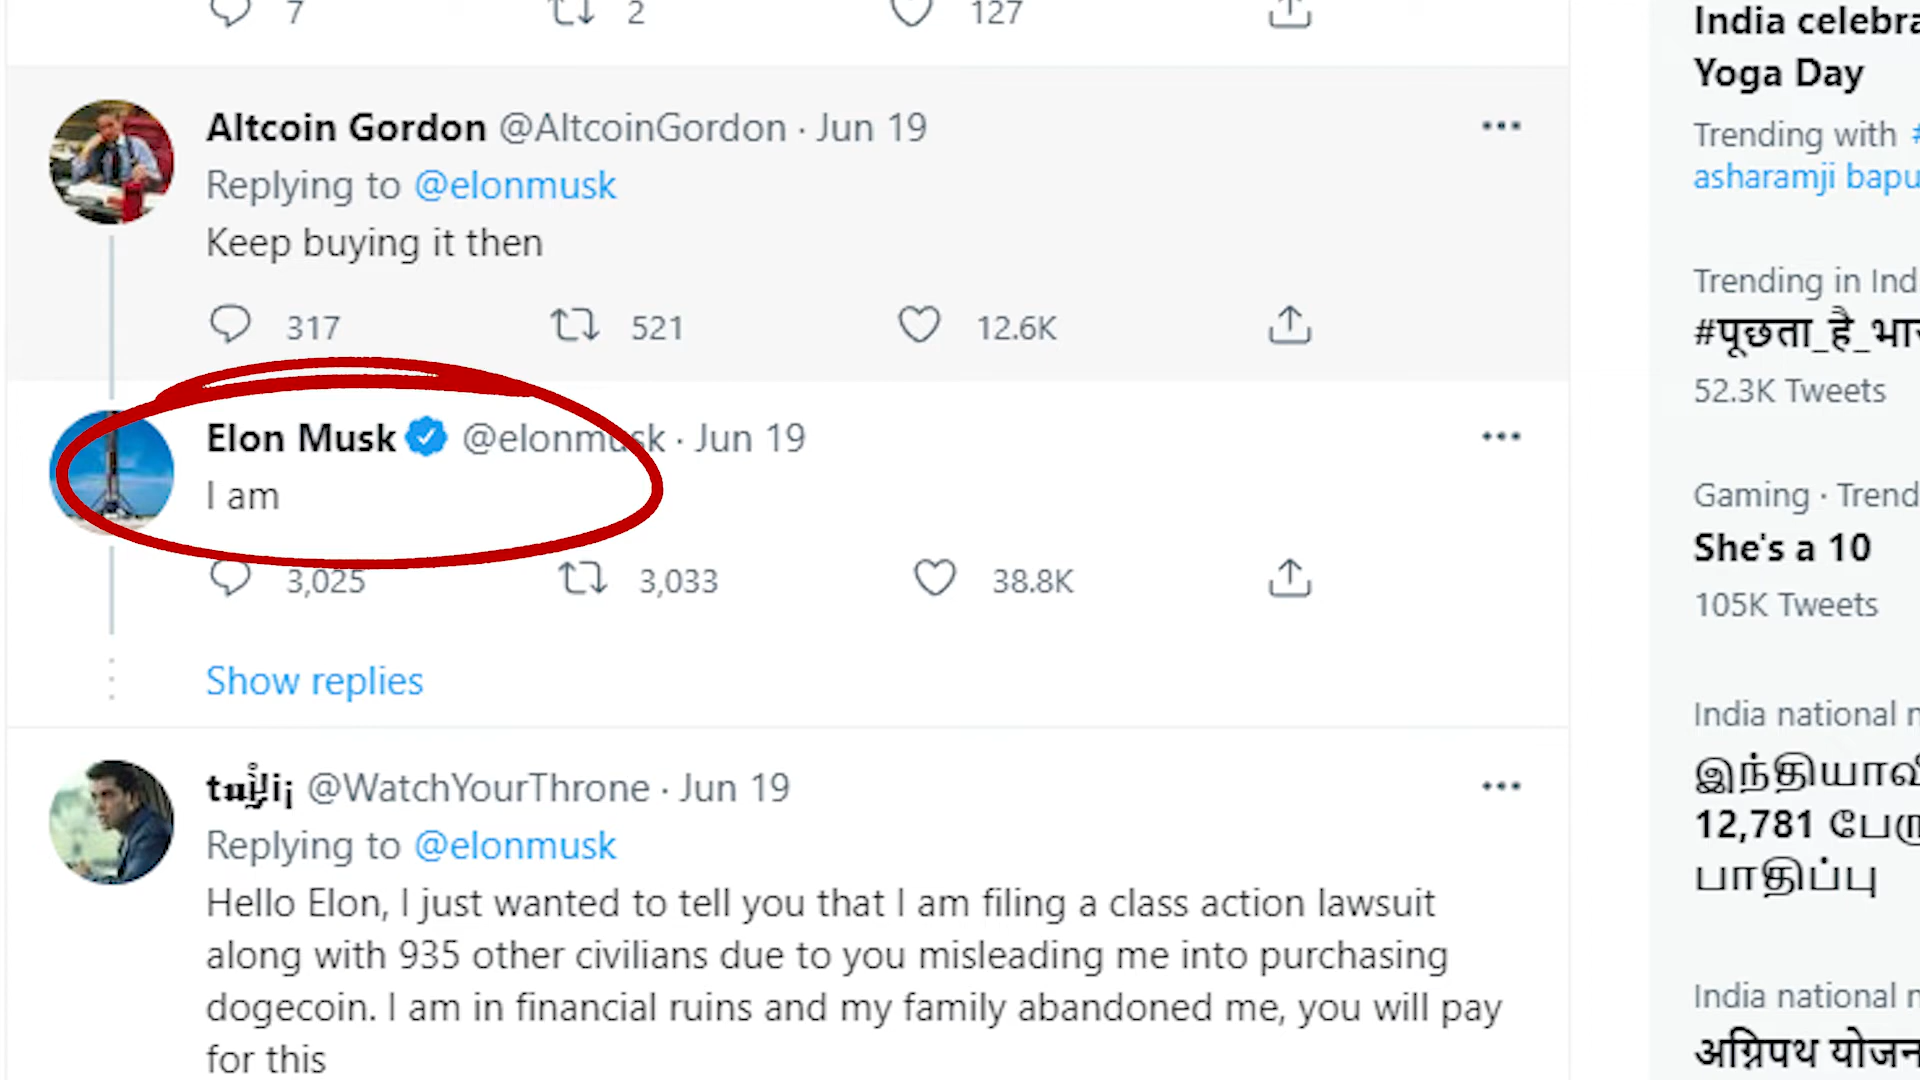 7 2 127
Altcoin Gordon @AltcoinGordon · Jun 19
Replying to @elonmusk
Keep buying it then
317 521 12.6K
Elon Musk @elonmusk · Jun 19
I am
3,025 3,033 38.8K
Show replies
@WatchYourThrone · Jun 19
Replying to @elonmusk
Hello Elon, I just wanted to tell you that I am filing a class action lawsuit
along with 935 other civilians due to you misleading me into purchasing
dogecoin. I am in financial ruins and my family abandoned me, you will pay
for this
India celebra
Yoga Day
Trending with #
asharamji bapu
Trending in Ind
#पूछता_है_भार
52.3K Tweets
Gaming · Trend
She's a 10
105K Tweets
India national n
இந்தியாவி
12,781 பேரு
பாதிப்பு
India national n
अग्निपथ योजन